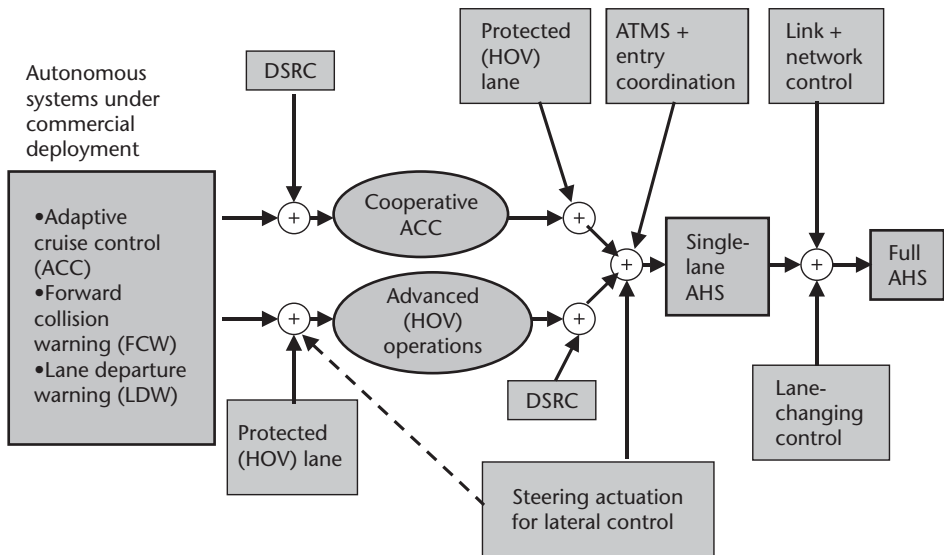 Autonomous
systems under
commercial
deployment
•Adaptive
cruise control
(ACC)
•Forward
collision
warning (FCW)
•Lane departure
warning (LDW)
DSRC
+
Cooperative
ACC
+
Protected
(HOV) lane
+
Advanced
(HOV)
operations
Protected
(HOV)
lane
+
DSRC
ATMS +
entry
coordination
+
Steering actuation
for lateral control
Single-
lane
AHS
Link +
network
control
+
Lane-
changing
control
Full
AHS